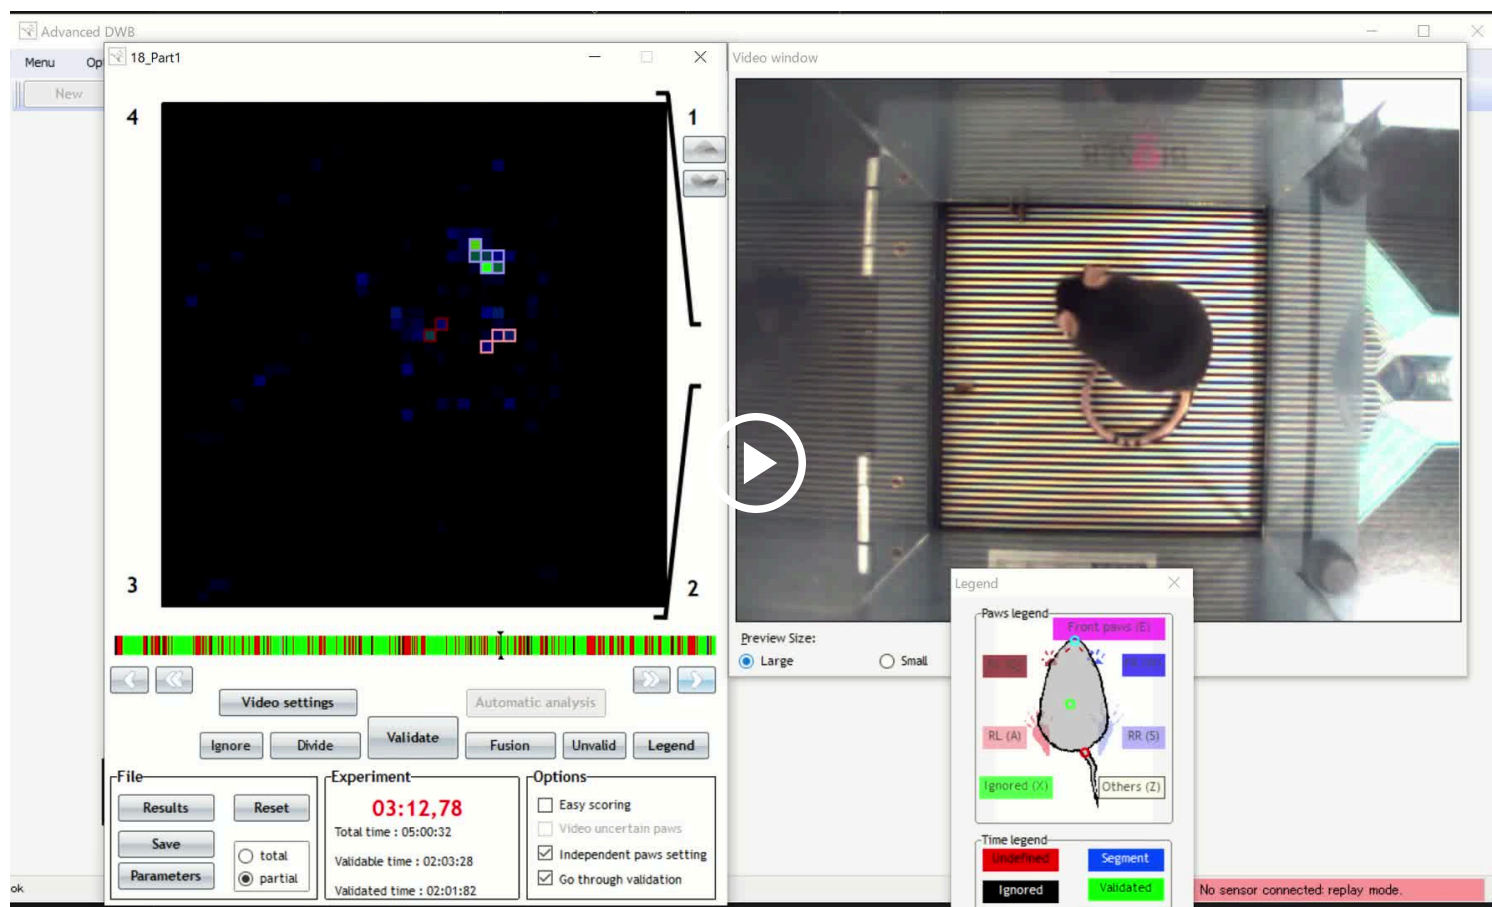 Advanced DWB
Menu
Op
New
18_Part1
Video window
4
1
3
2
Preview Size:
Large
Small
Video settings
Automatic analysis
Ignore
Divide
Validate
Fusion
Unvalid
Legend
File
Results
Reset
Save
Parameters
total
partial
Experiment
03:12,78
Total time : 05:00:32
Validable time : 02:03:28
Validated time : 02:01:82
Options
Easy scoring
Video uncertain paws
Independent paws setting
Go through validation
Legend
Paws legend
Front paws (E)
RL (A)
RR (S)
Ignored (X)
Others (Z)
Time legend
Undefined
Segment
Ignored
Validated
ok
No sensor connected: replay mode.